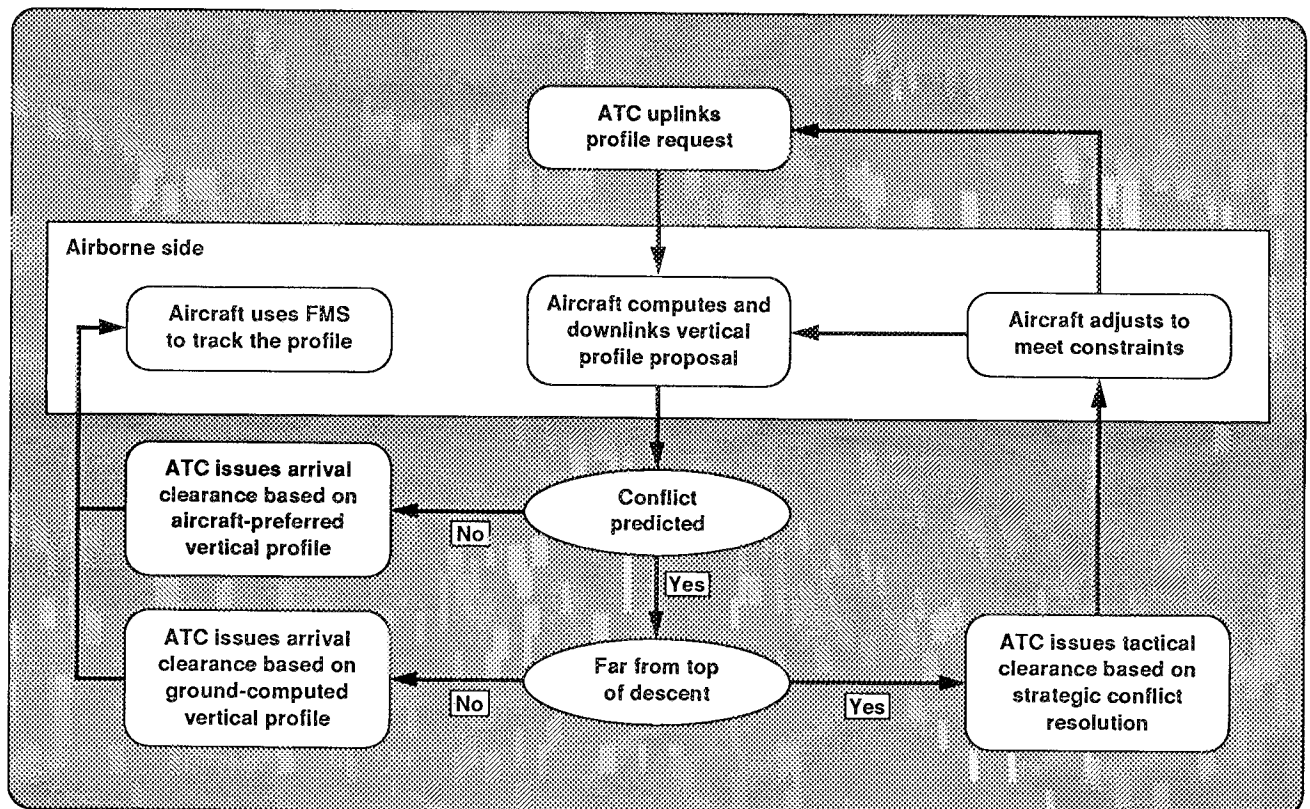 ATC uplinks
profile request
Airborne side
Aircraft uses FMS
to track the profile
Aircraft computes and
downlinks vertical
profile proposal
Aircraft adjusts to
meet constraints
ATC issues arrival
clearance based on
aircraft-preferred
vertical profile
No
Conflict
predicted
Yes
ATC issues arrival
clearance based on
ground-computed
vertical profile
No
Far from top
of descent
Yes
ATC issues tactical
clearance based on
strategic conflict
resolution